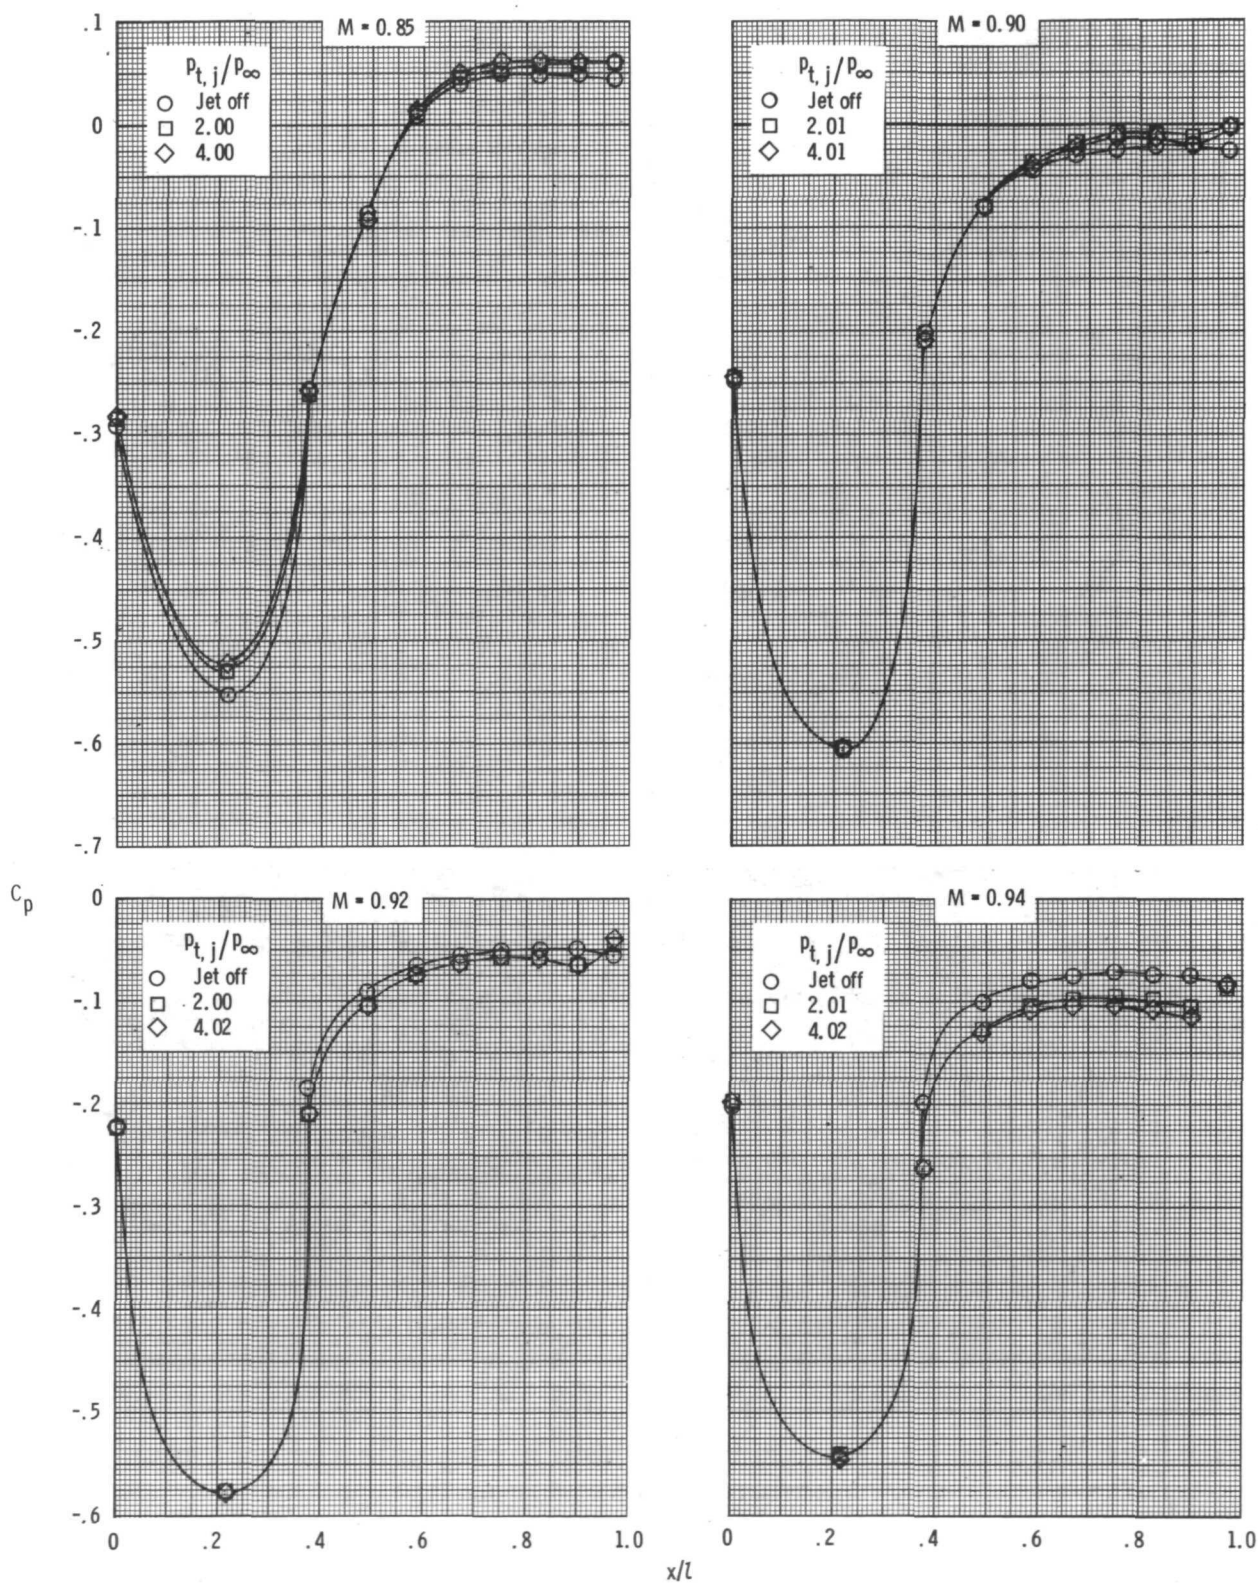 M = 0.85
p_t,j/p_∞
Jet off
2.00
4.00
.1
0
-.1
-.2
-.3
-.4
-.5
-.6
-.7
M = 0.90
p_t,j/p_∞
Jet off
2.01
4.01
C_p
M = 0.92
p_t,j/p_∞
Jet off
2.00
4.02
0
-.1
-.2
-.3
-.4
-.5
-.6
0 .2 .4 .6 .8 1.0
M = 0.94
p_t,j/p_∞
Jet off
2.01
4.02
0 .2 .4 .6 .8 1.0
x/l